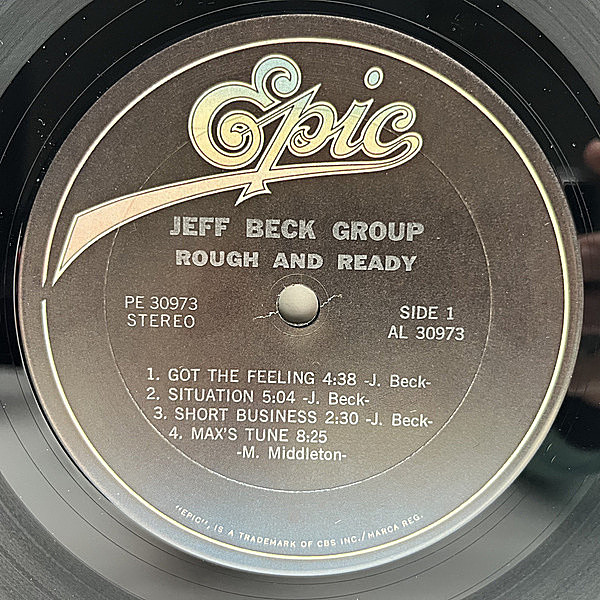 Epic
JEFF BECK GROUP
ROUGH AND READY
PE 30973
STEREO
SIDE 1
AL 30973
1. GOT THE FEELING 4:38 -J. Beck-
2. SITUATION 5:04 -J. Beck-
3. SHORT BUSINESS 2:30 -J. Beck-
4. MAX'S TUNE 8:25
-M. Middleton-
"EPIC", IS A TRADEMARK OF CBS INC./MARCA REG.